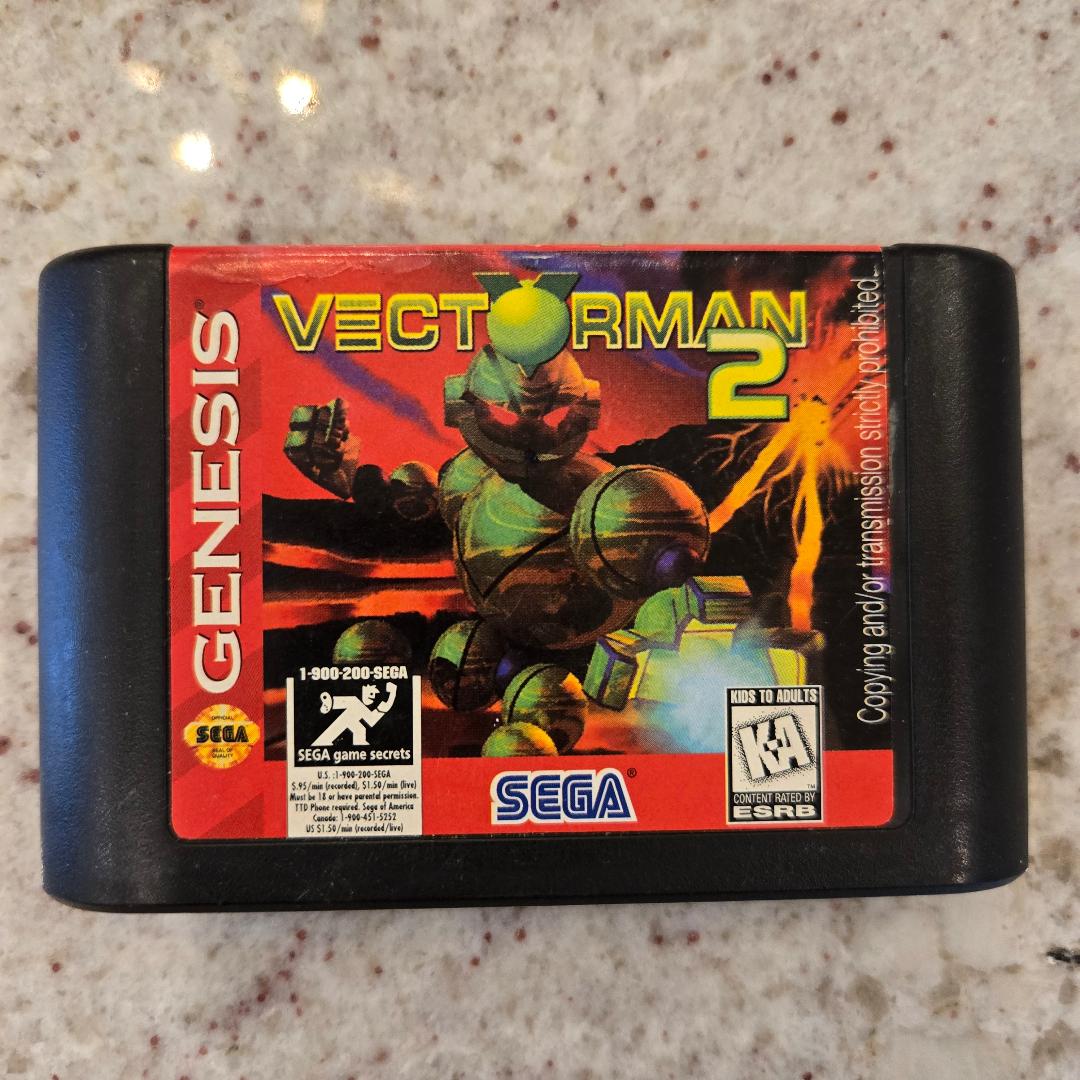 GENESIS®
VECTORMAN
2
Copying and/or transmission strictly prohibited.
1-900-200-SEGA
SEGA game secrets
U.S. :1-900-200-SEGA
$.95/min (recorded), $1.50/min (live)
Must be 18 or have parental permission.
TTD Phone required. Sega of America
Canada: 1-900-451-5252
US $1.50/min (recorded/live)
OFFICIAL
SEGA
SEAL OF
QUALITY
SEGA®
KIDS TO ADULTS
K-A
™
CONTENT RATED BY
ESRB